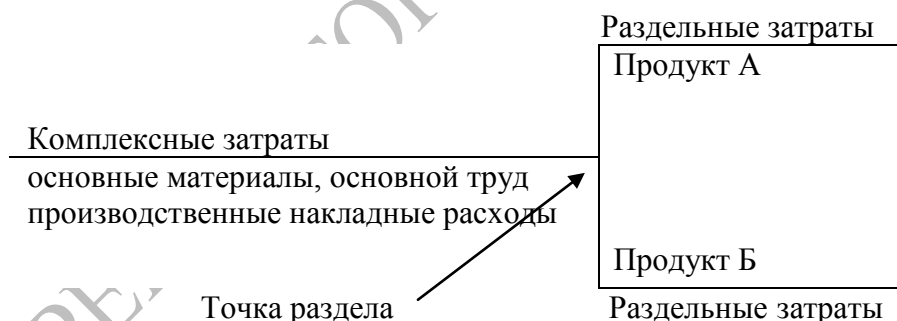 Раздельные затраты
Продукт А
Комплексные затраты
основные материалы, основной труд
производственные накладные расходы
Продукт Б
Точка раздела
Раздельные затраты